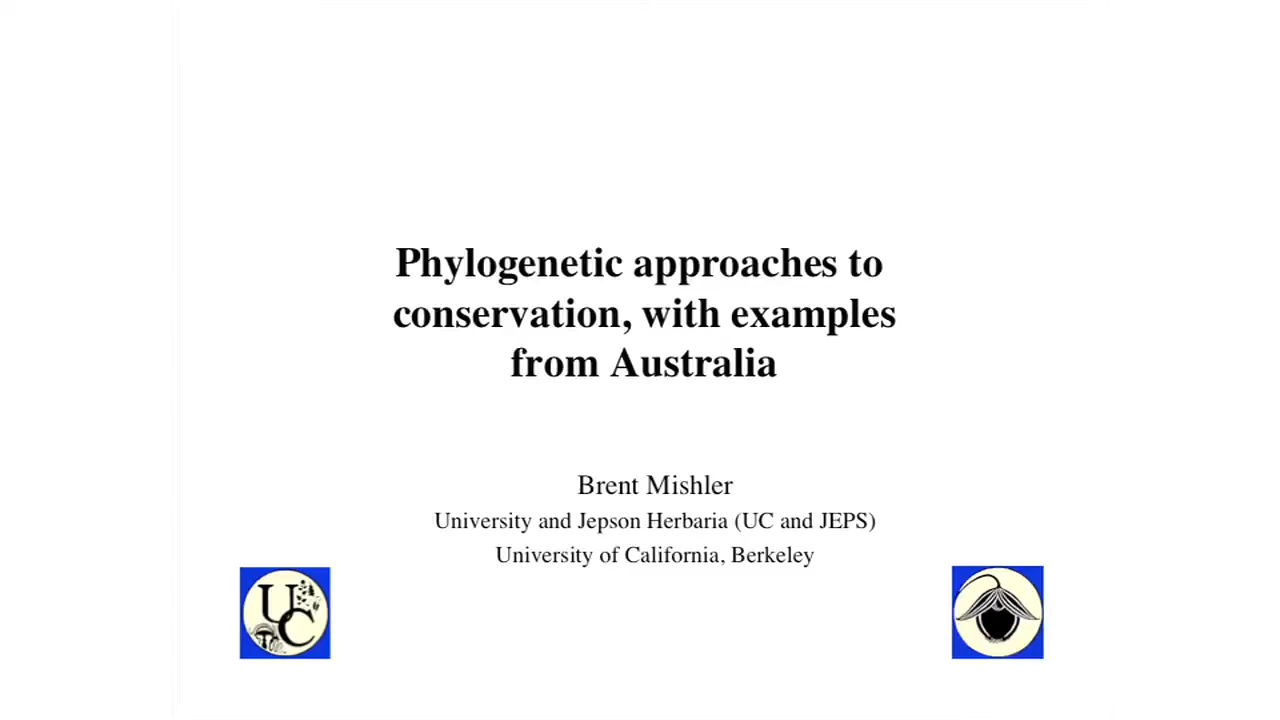 Phylogenetic approaches to
conservation, with examples
from Australia
Brent Mishler
University and Jepson Herbaria (UC and JEPS)
University of California, Berkeley
UC